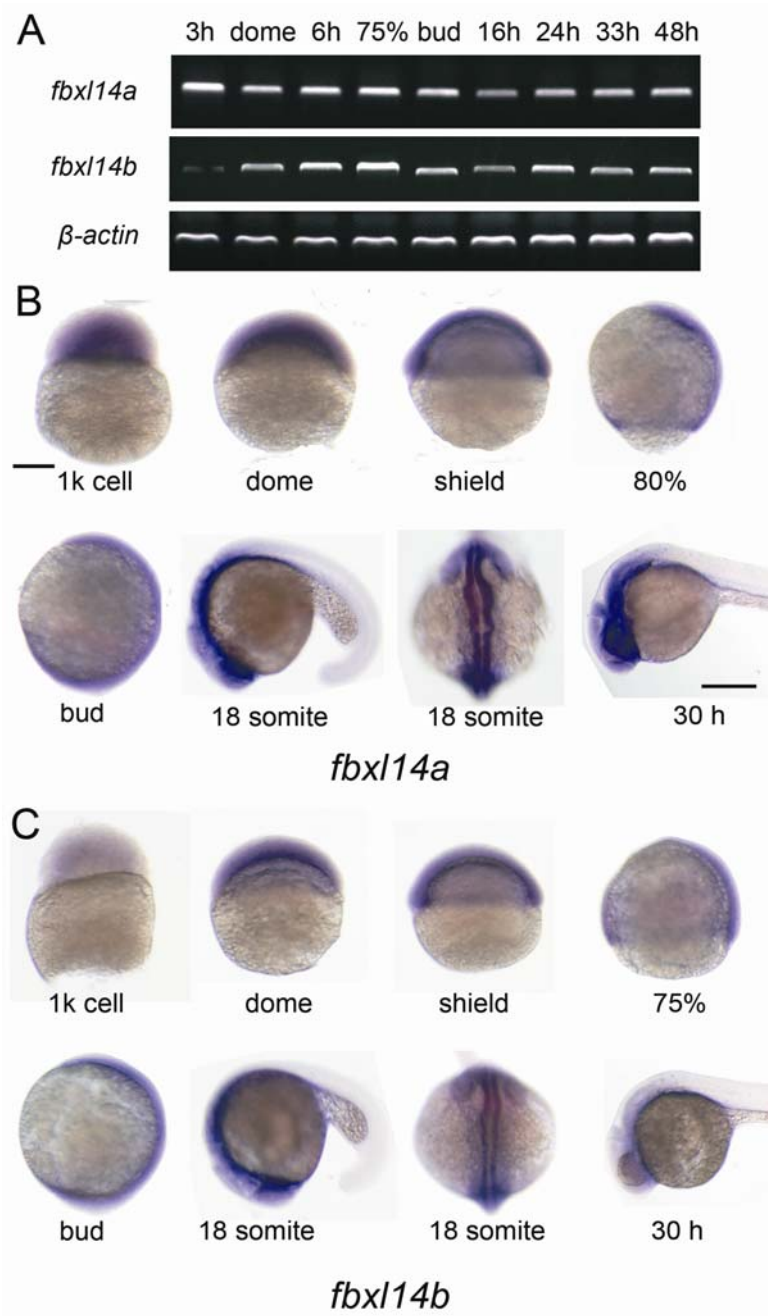 A
3h dome 6h 75% bud 16h 24h 33h 48h
fbxl14a
fbxl14b
β-actin
B
1k cell dome shield 80%
bud 18 somite 18 somite 30 h
fbxl14a
C
1k cell dome shield 75%
bud 18 somite 18 somite 30 h
fbxl14b